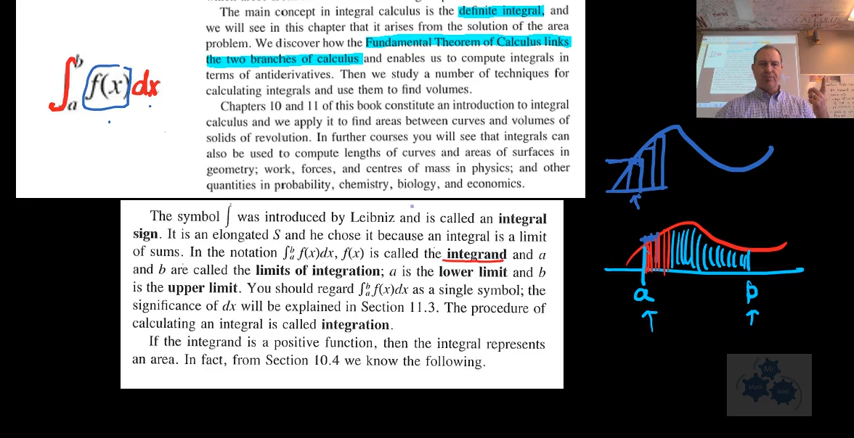 The main concept in integral calculus is the definite integral, and
we will see in this chapter that it arises from the solution of the area
problem. We discover how the Fundamental Theorem of Calculus links
the two branches of calculus and enables us to compute integrals in
terms of antiderivatives. Then we study a number of techniques for
calculating integrals and use them to find volumes.
Chapters 10 and 11 of this book constitute an introduction to integral
calculus and we apply it to find areas between curves and volumes of
solids of revolution. In further courses you will see that integrals can
also be used to compute lengths of curves and areas of surfaces in
geometry; work, forces, and centres of mass in physics; and other
quantities in probability, chemistry, biology, and economics.
∫ₐᵇ f(x) dx
The symbol ∫ was introduced by Leibniz and is called an integral
sign. It is an elongated S and he chose it because an integral is a limit
of sums. In the notation ∫ₐᵇ f(x)dx, f(x) is called the integrand and a
and b are called the limits of integration; a is the lower limit and b
is the upper limit. You should regard ∫ₐᵇ f(x)dx as a single symbol; the
significance of dx will be explained in Section 11.3. The procedure of
calculating an integral is called integration.
If the integrand is a positive function, then the integral represents
an area. In fact, from Section 10.4 we know the following.
a b